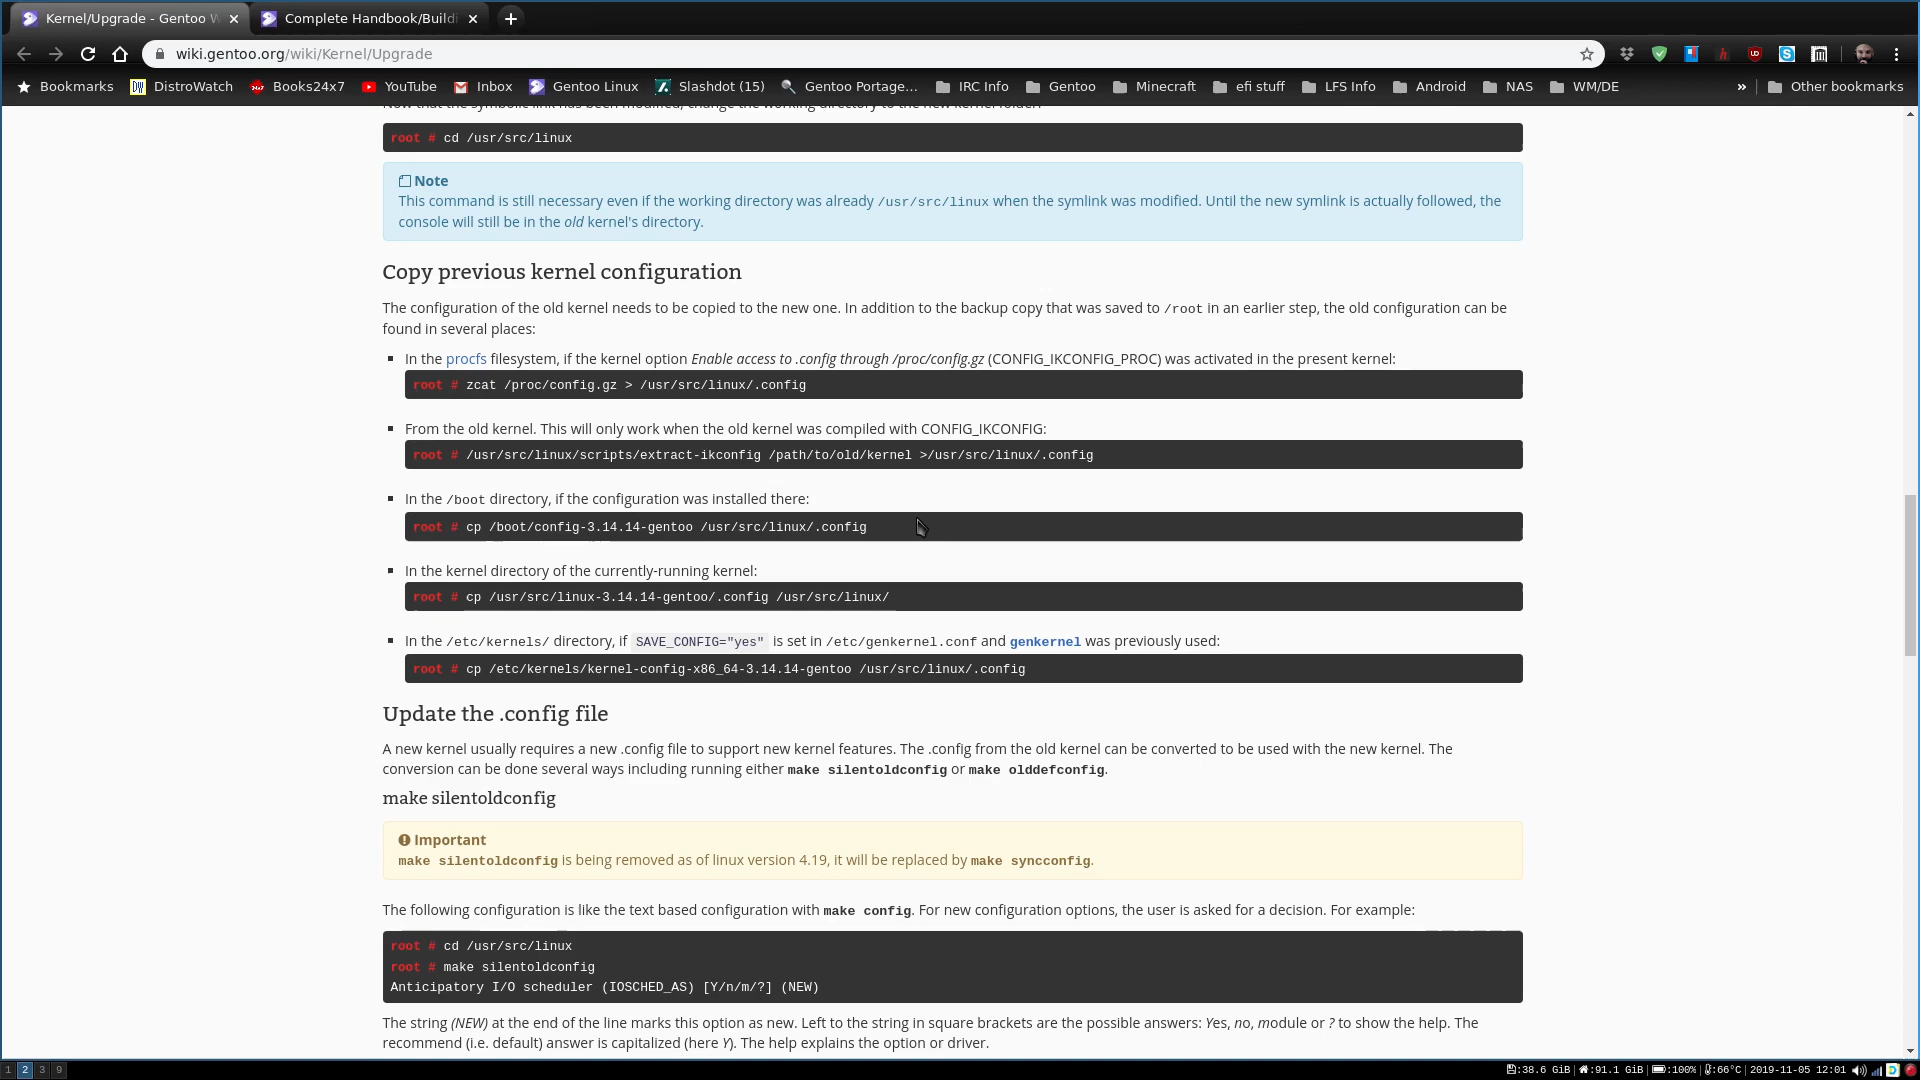 Kernel/Upgrade - Gentoo W
Complete Handbook/Buildi
wiki.gentoo.org/wiki/Kernel/Upgrade
Bookmarks DistroWatch Books24x7 YouTube Inbox Gentoo Linux Slashdot (15) Gentoo Portage... IRC Info Gentoo Minecraft efi stuff LFS Info Android NAS WM/DE » Other bookmarks
Now that the symbolic link has been modified, change the working directory to the new kernel folder:
root # cd /usr/src/linux
Note
This command is still necessary even if the working directory was already /usr/src/linux when the symlink was modified. Until the new symlink is actually followed, the
console will still be in the old kernel's directory.
Copy previous kernel configuration
The configuration of the old kernel needs to be copied to the new one. In addition to the backup copy that was saved to /root in an earlier step, the old configuration can be
found in several places:
In the procfs filesystem, if the kernel option Enable access to .config through /proc/config.gz (CONFIG_IKCONFIG_PROC) was activated in the present kernel:
root # zcat /proc/config.gz > /usr/src/linux/.config
From the old kernel. This will only work when the old kernel was compiled with CONFIG_IKCONFIG:
root # /usr/src/linux/scripts/extract-ikconfig /path/to/old/kernel >/usr/src/linux/.config
In the /boot directory, if the configuration was installed there:
root # cp /boot/config-3.14.14-gentoo /usr/src/linux/.config
In the kernel directory of the currently-running kernel:
root # cp /usr/src/linux-3.14.14-gentoo/.config /usr/src/linux/
In the /etc/kernels/ directory, if SAVE_CONFIG="yes" is set in /etc/genkernel.conf and genkernel was previously used:
root # cp /etc/kernels/kernel-config-x86_64-3.14.14-gentoo /usr/src/linux/.config
Update the .config file
A new kernel usually requires a new .config file to support new kernel features. The .config from the old kernel can be converted to be used with the new kernel. The
conversion can be done several ways including running either make silentoldconfig or make olddefconfig.
make silentoldconfig
Important
make silentoldconfig is being removed as of linux version 4.19, it will be replaced by make syncconfig.
The following configuration is like the text based configuration with make config. For new configuration options, the user is asked for a decision. For example:
root # cd /usr/src/linux
root # make silentoldconfig
Anticipatory I/O scheduler (IOSCHED_AS) [Y/n/m/?] (NEW)
The string (NEW) at the end of the line marks this option as new. Left to the string in square brackets are the possible answers: Yes, no, module or ? to show the help. The
recommend (i.e. default) answer is capitalized (here Y). The help explains the option or driver.
1 2 3 9 :38.6 GiB | :91.1 GiB | :100% | :66°C | 2019-11-05 12:01